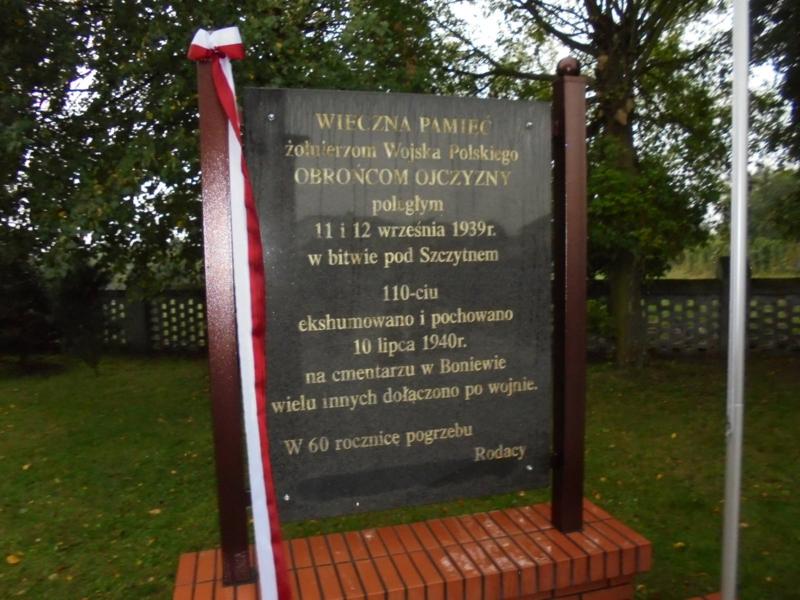 WIECZNA PAMIĘĆ
żołnierzom Wojska Polskiego
OBROŃCOM OJCZYZNY
poległym
11 i 12 września 1939r.
w bitwie pod Szczytnem
110-ciu
ekshumowano i pochowano
10 lipca 1940r.
na cmentarzu w Boniewie
wielu innych dołączono po wojnie.
W 60 rocznicę pogrzebu
Rodacy